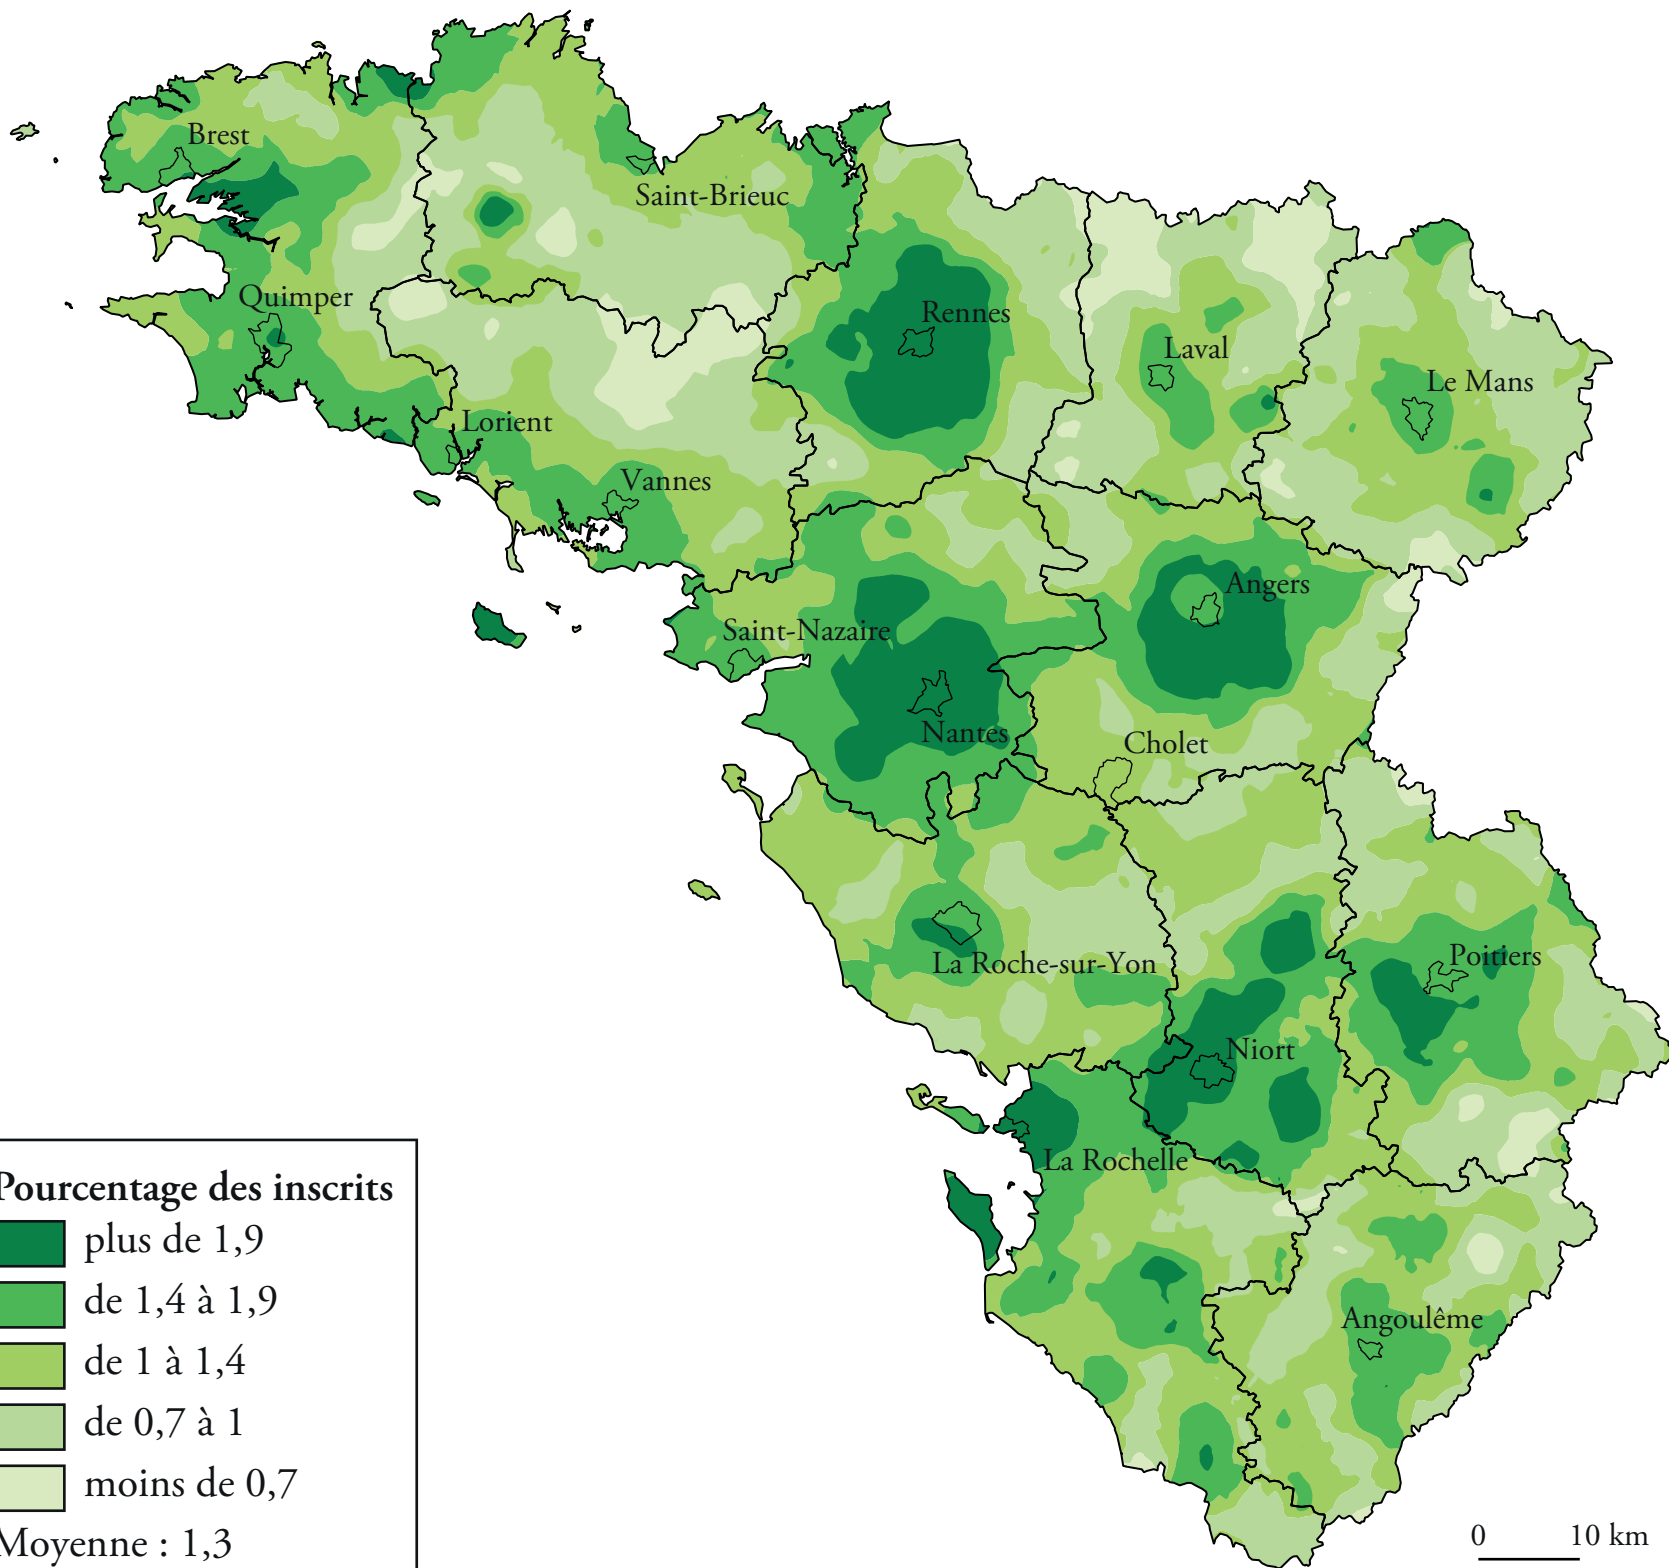 Brest
Saint-Brieuc
Quimper
Rennes
Laval
Le Mans
Lorient
Vannes
Angers
Saint-Nazaire
Nantes
Cholet
La Roche-sur-Yon
Poitiers
Niort
La Rochelle
Angoulême
Pourcentage des inscrits
plus de 1,9
de 1,4 à 1,9
de 1 à 1,4
de 0,7 à 1
moins de 0,7
Moyenne : 1,3
0 10 km